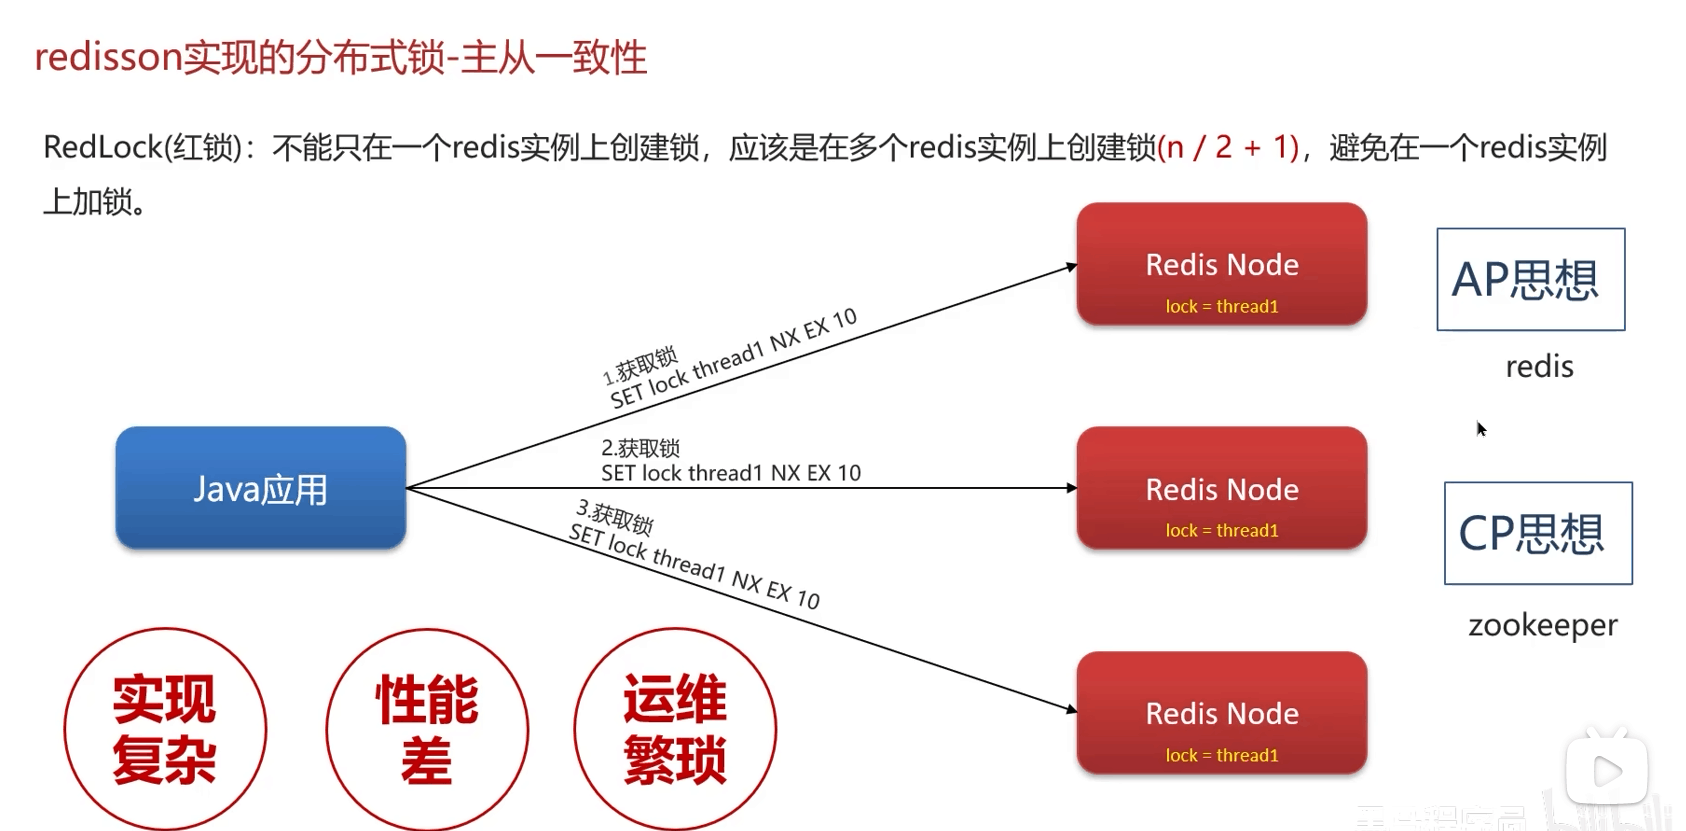 redisson实现的分布式锁-主从一致性
RedLock(红锁)：不能只在一个redis实例上创建锁，应该是在多个redis实例上创建锁(n / 2 + 1)，避免在一个redis实例
上加锁。
Redis Node
lock = thread1
AP思想
redis
1.获取锁
SET lock thread1 NX EX 10
Java应用
2.获取锁
SET lock thread1 NX EX 10
Redis Node
lock = thread1
3.获取锁
SET lock thread1 NX EX 10
CP思想
zookeeper
Redis Node
lock = thread1
实现
复杂
性能
差
运维
繁琐